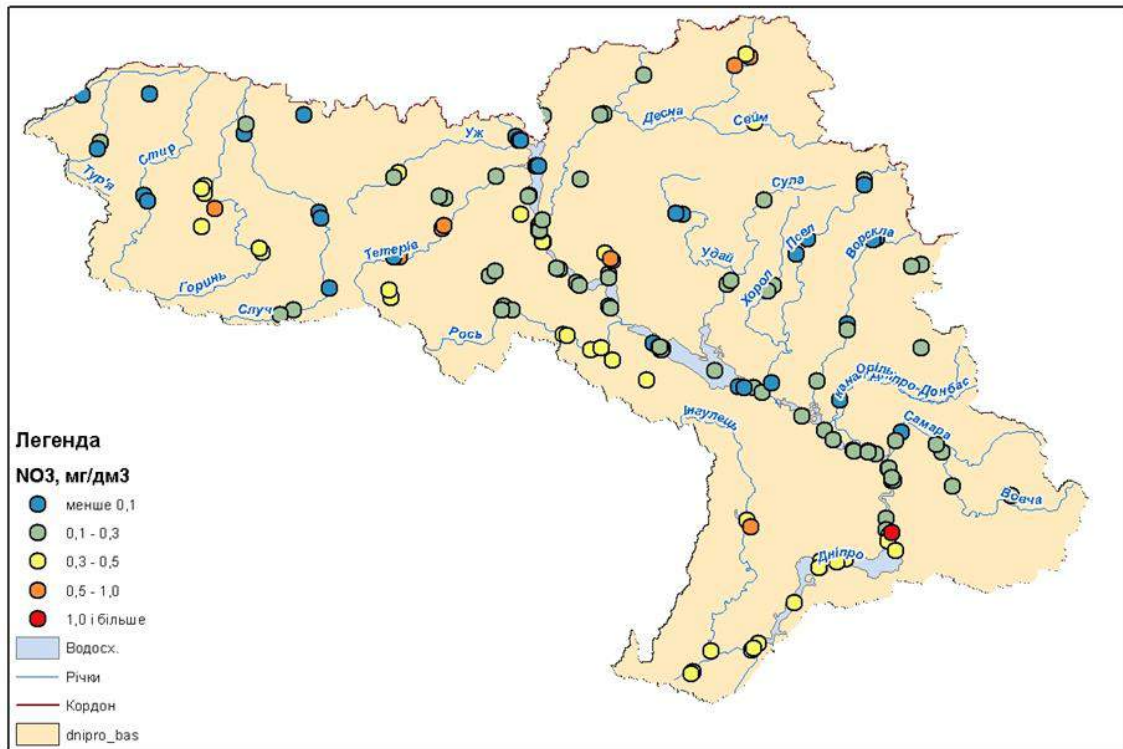 Десна
Сейм
Уж
Стир
Тур'я
Сула
Псел
Ворскла
Удай
Хорол
Тетерів
Горинь
Случ
Рось
Оріль
Дніпро-Донбас
Самара
Інгулець
Вовча
Дніпро
Легенда
NO3, мг/дм3
менше 0,1
0,1 - 0,3
0,3 - 0,5
0,5 - 1,0
1,0 і більше
Водосх.
Річки
Кордон
dnipro_bas